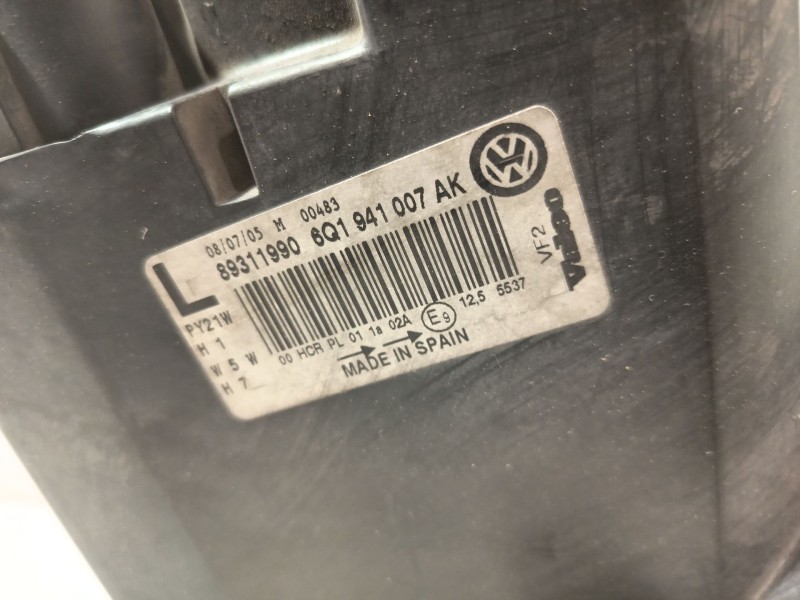 08/07/05 M 00483
89311990 6Q1 941 007 AK
L
PY21W
H 1
W 5 W
H 7
00 HCR PL 01 1a 02A E9 12,5 5537
MADE IN SPAIN
VF2
Valeo